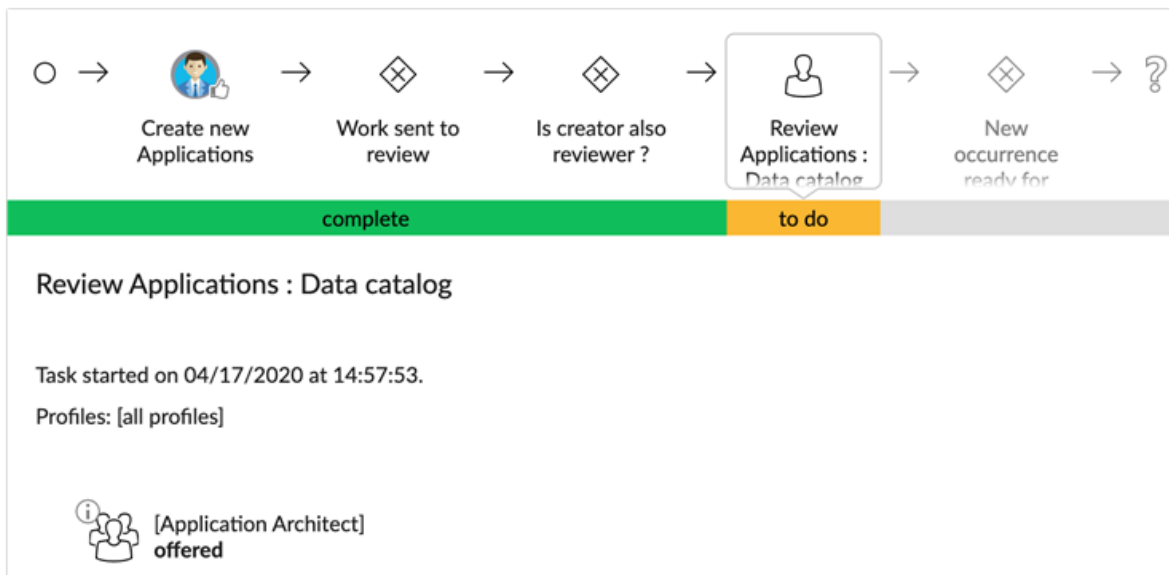 Create new
Applications
Work sent to
review
Is creator also
reviewer ?
Review
Applications :
Data catalog
New
occurrence
ready for
complete
to do
Review Applications : Data catalog
Task started on 04/17/2020 at 14:57:53.
Profiles: [all profiles]
[Application Architect]
offered